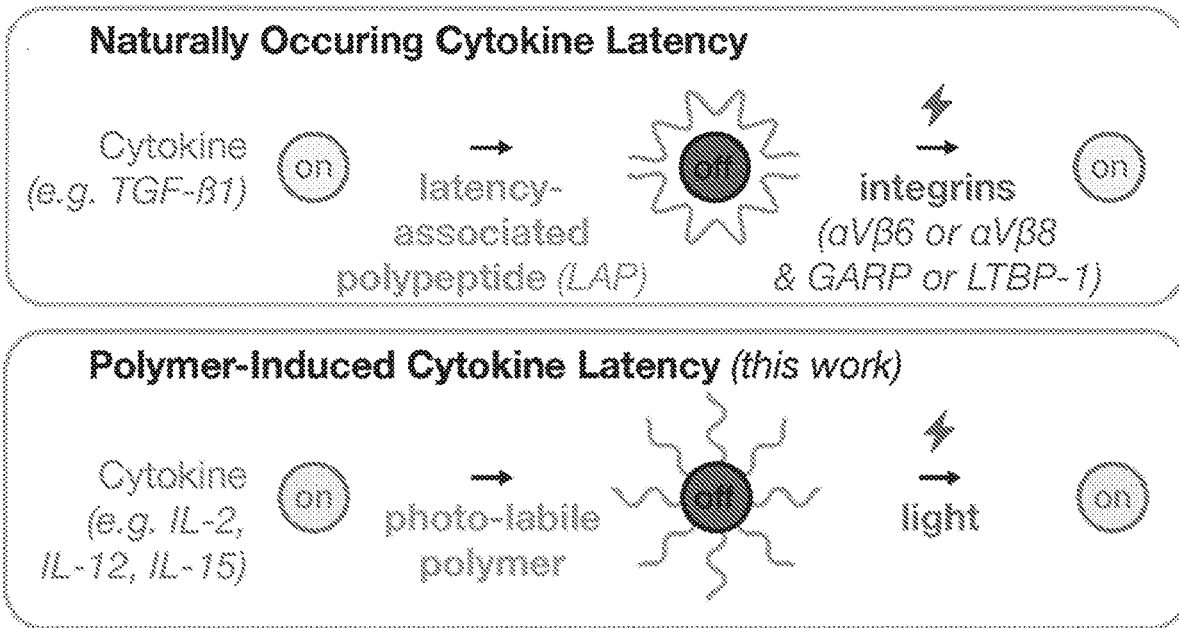 Naturally Occuring Cytokine Latency
Cytokine
(e.g. TGF-ß1)
on
latency-
associated
polypeptide (LAP)
off
integrins
(αVβ6 or αVβ8
& GARP or LTBP-1)
on
Polymer-Induced Cytokine Latency (this work)
Cytokine
(e.g. IL-2,
IL-12, IL-15)
on
photo-labile
polymer
off
light
on